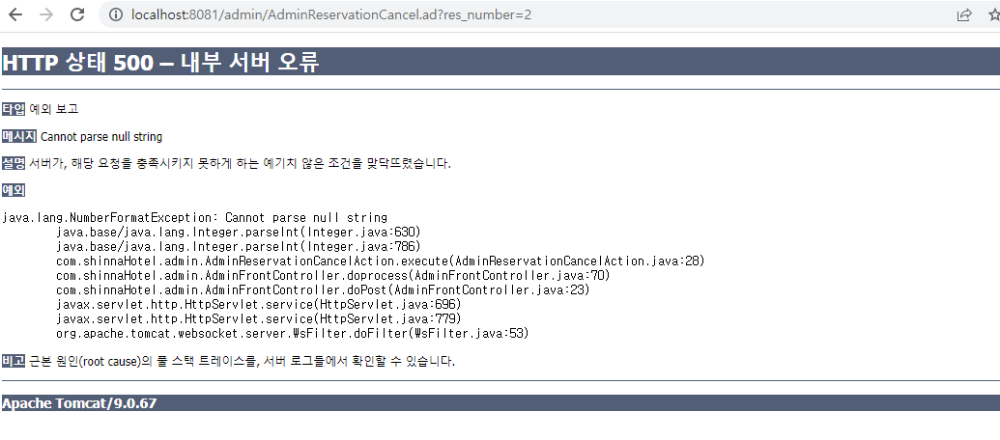 localhost:8081/admin/AdminReservationCancel.ad?res_number=2
HTTP 상태 500 – 내부 서버 오류
타입 예외 보고
메시지 Cannot parse null string
설명 서버가, 해당 요청을 충족시키지 못하게 하는 예기치 않은 조건을 맞닥뜨렸습니다.
예외
java.lang.NumberFormatException: Cannot parse null string
java.base/java.lang.Integer.parseInt(Integer.java:630)
java.base/java.lang.Integer.parseInt(Integer.java:786)
com.shinnaHotel.admin.AdminReservationCancelAction.execute(AdminReservationCancelAction.java:28)
com.shinnaHotel.admin.AdminFrontController.doprocess(AdminFrontController.java:70)
com.shinnaHotel.admin.AdminFrontController.doPost(AdminFrontController.java:23)
javax.servlet.http.HttpServlet.service(HttpServlet.java:696)
javax.servlet.http.HttpServlet.service(HttpServlet.java:779)
org.apache.tomcat.websocket.server.WsFilter.doFilter(WsFilter.java:53)
비고 근본 원인(root cause)의 풀 스택 트레이스를, 서버 로그들에서 확인할 수 있습니다.
Apache Tomcat/9.0.67